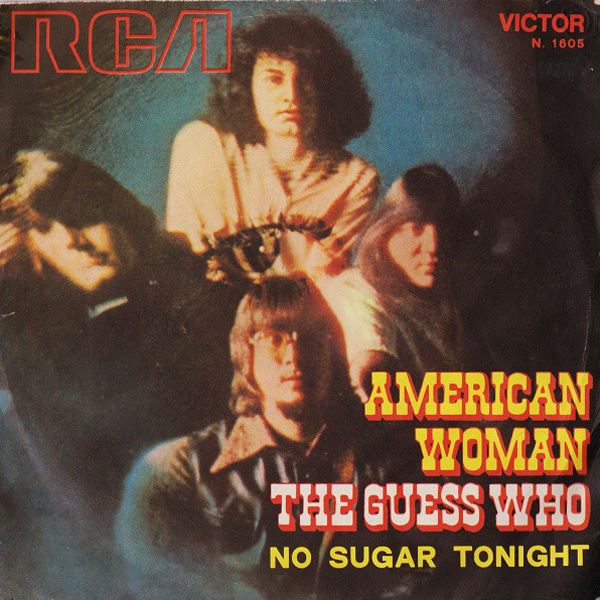 RCA
VICTOR
N. 1605
AMERICAN
WOMAN
THE GUESS WHO
NO SUGAR TONIGHT